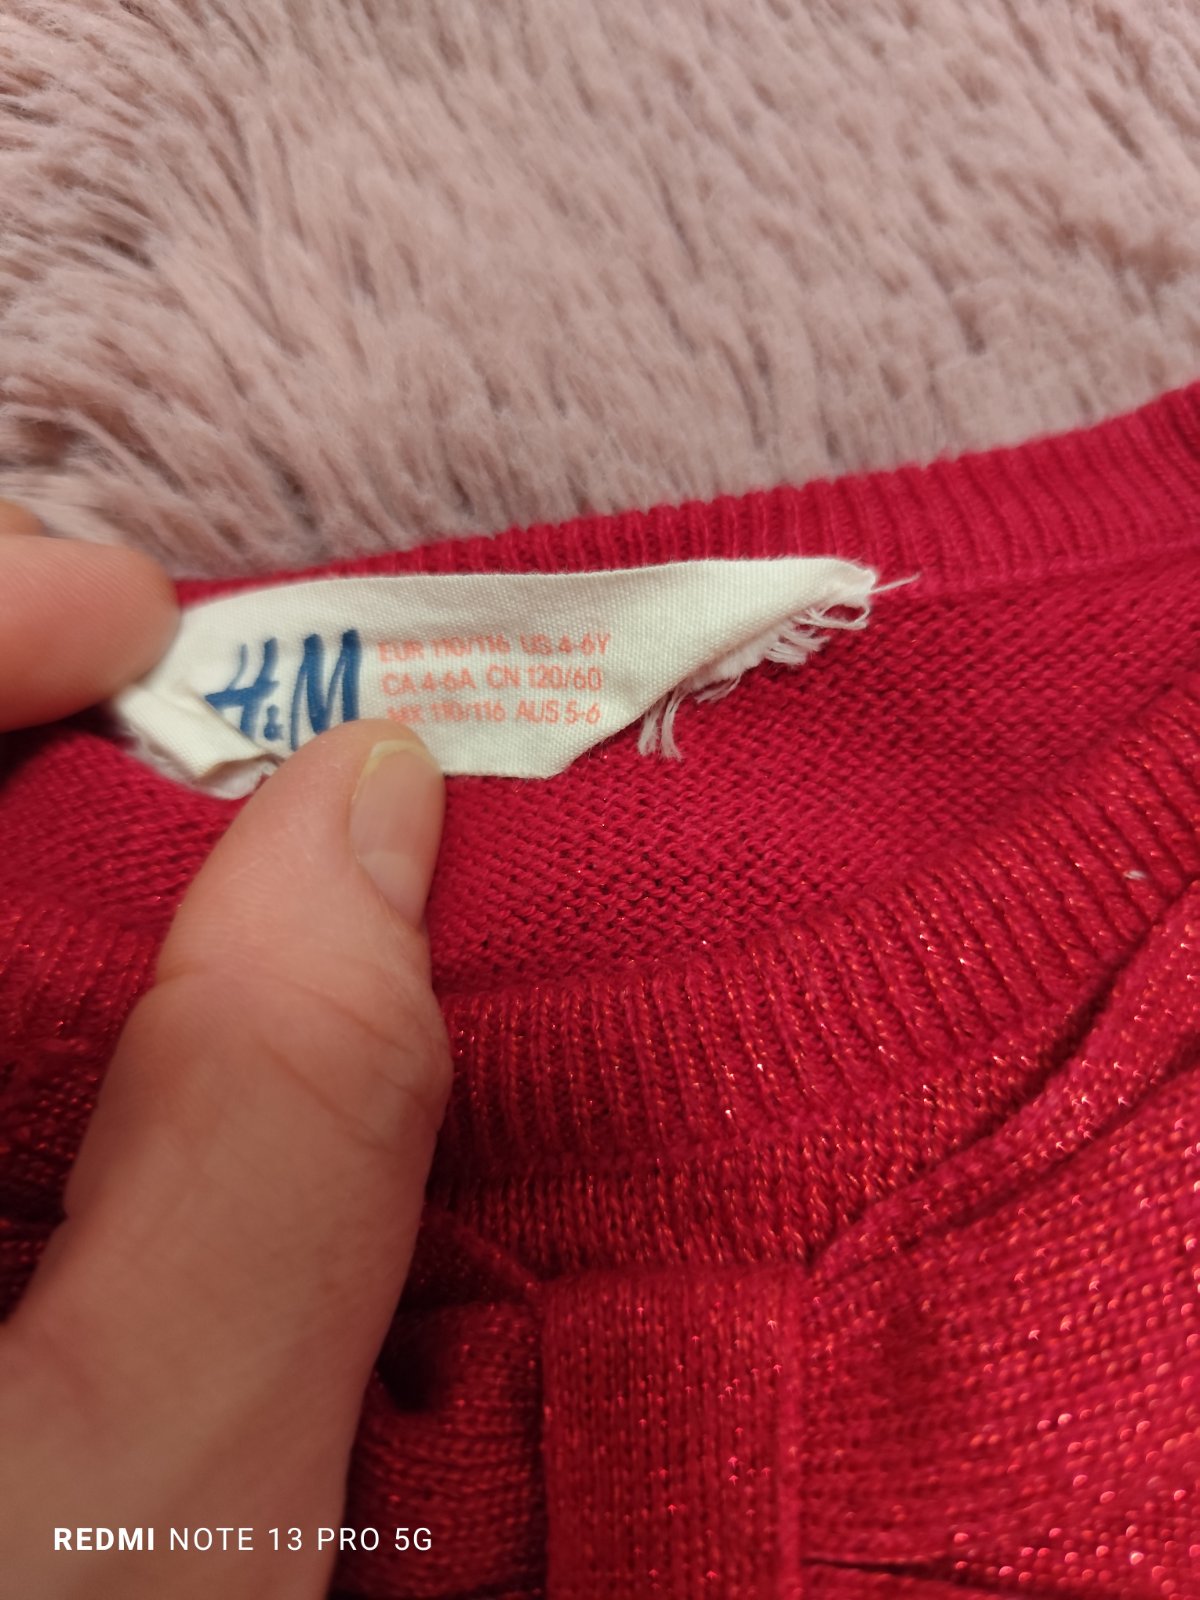 H&M
EUR 110/116 US 4-6Y
CA 4-6A CN 120/60
MX 110/116 AUS 5-6
REDMI NOTE 13 PRO 5G